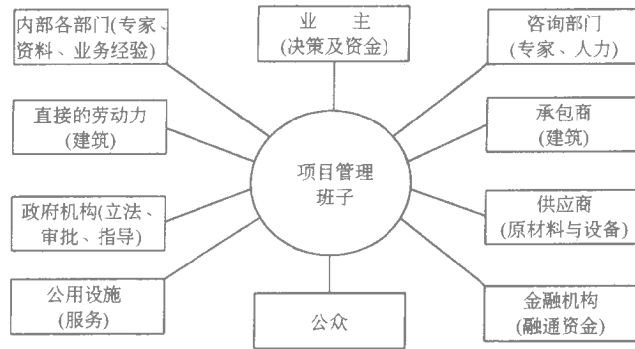 内部各部门(专家、
资料、业务经验)
业 主
(决策及资金)
咨询部门
(专家、人力)
直接的劳动力
(建筑)
承包商
(建筑)
项目管理
班子
政府机构(立法、
审批、指导)
供应商
(原材料与设备)
公用设施
(服务)
公众
金融机构
(融通资金)